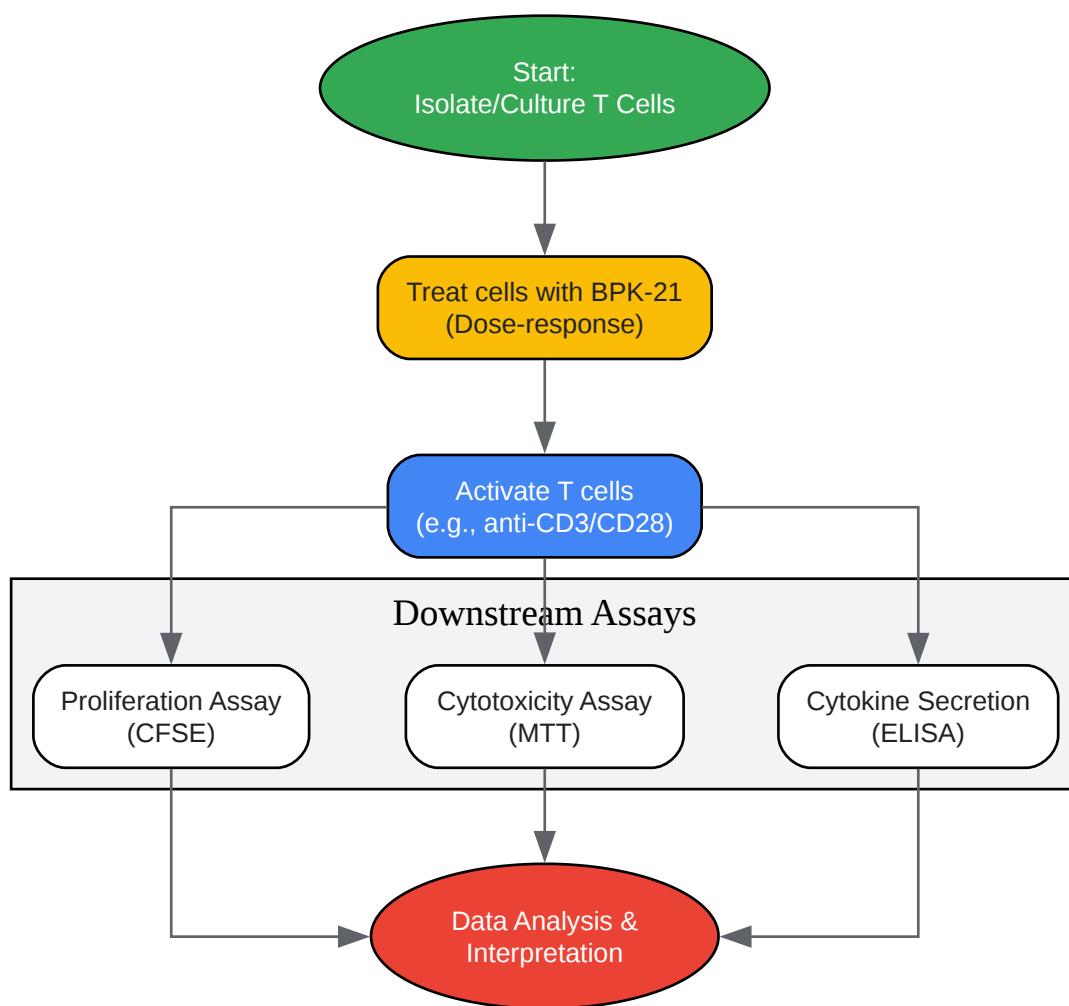 Start:
Isolate/Culture T Cells
Treat cells with BPK-21
(Dose-response)
Activate T cells
(e.g., anti-CD3/CD28)
Downstream Assays
Proliferation Assay
(CFSE)
Cytotoxicity Assay
(MTT)
Cytokine Secretion
(ELISA)
Data Analysis &
Interpretation